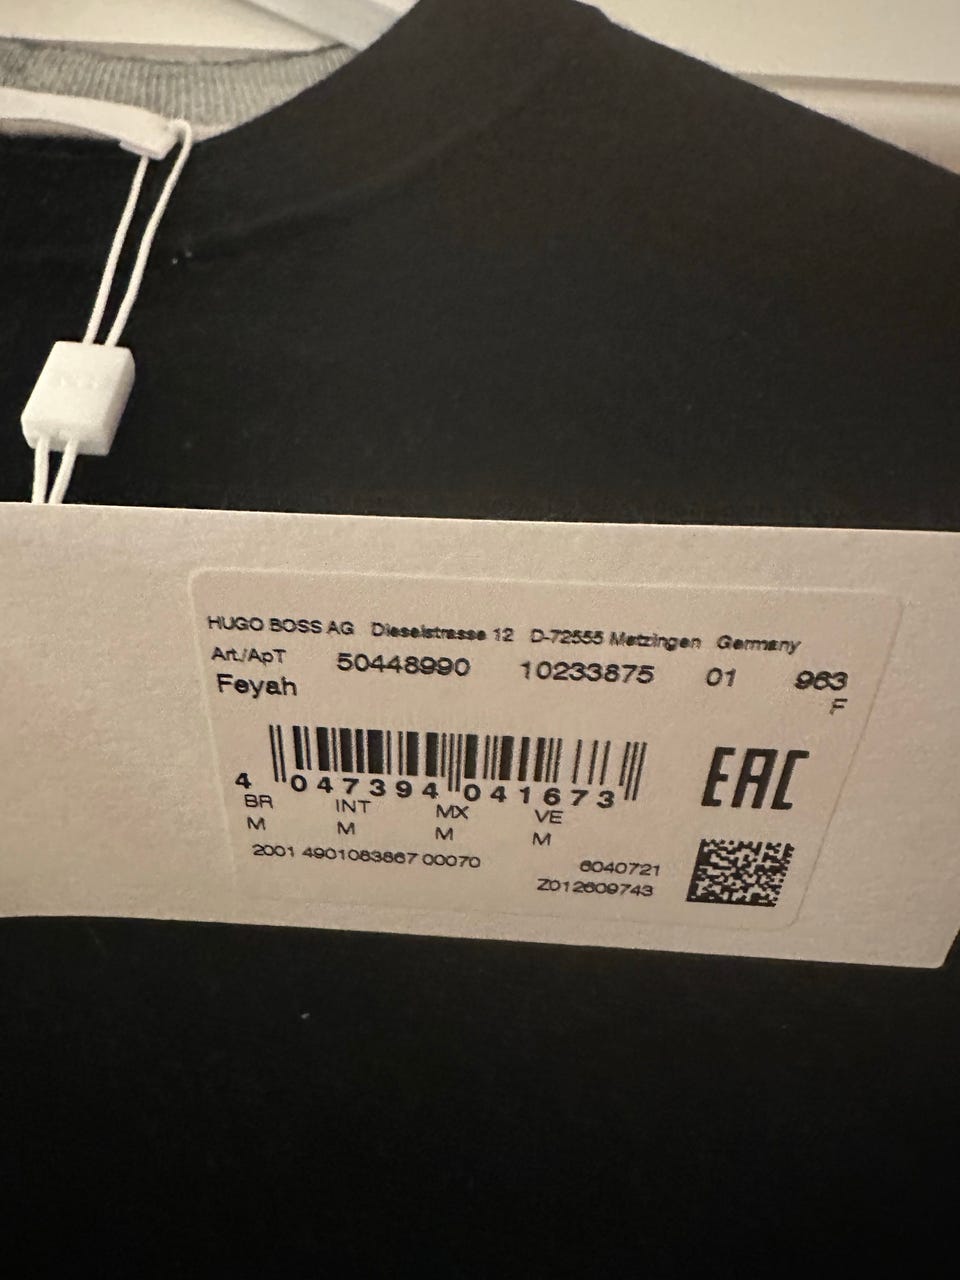 HUGO BOSS AG Dieselstrasse 12 D-72555 Metzingen Germany
Art./ApT 50448990 10233875 01 963
Feyah F
4 047394 041673
BR INT MX VE
M M M M
2001 4901083867 00070 6040721
Z012609743
EAC